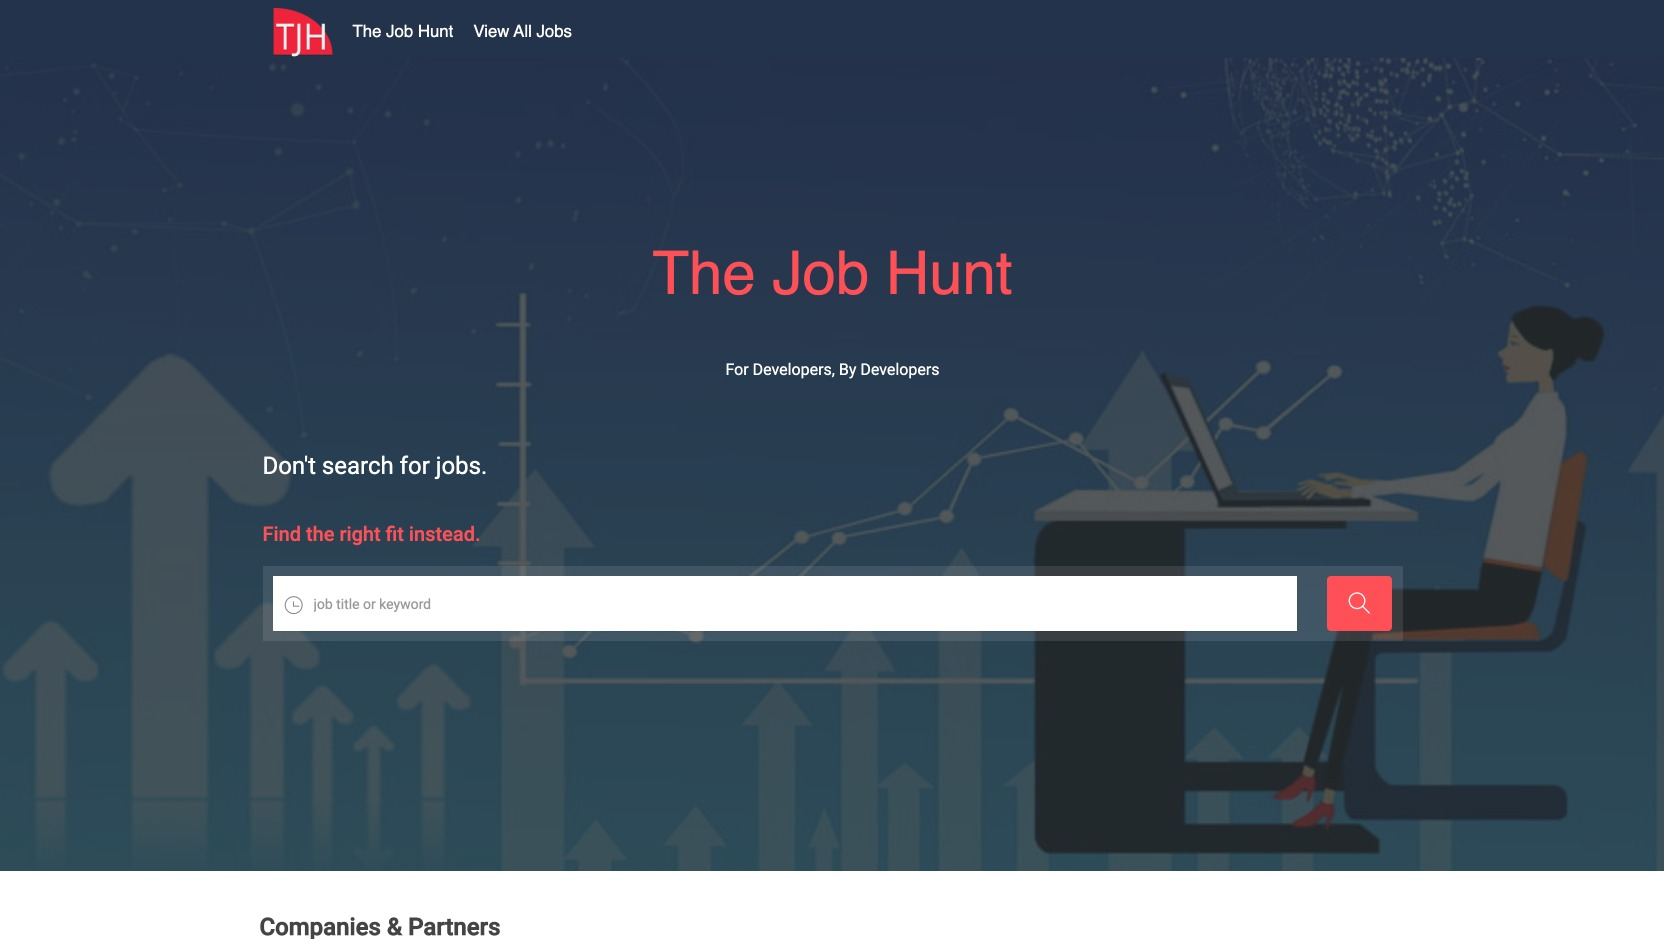 TJH The Job Hunt View All Jobs
The Job Hunt
For Developers, By Developers
Don't search for jobs.
Find the right fit instead.
job title or keyword
Companies & Partners